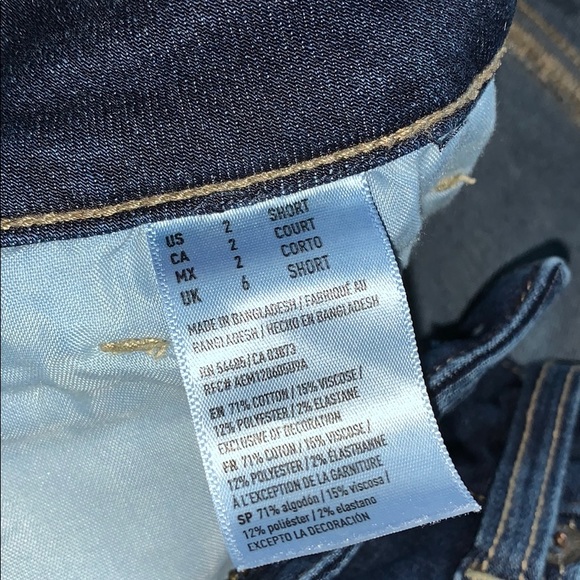 US 2 SHORT
CA 2 COURT
MX 2 CORTO
UK 6 SHORT
MADE IN BANGLADESH / FABRIQUÉ AU
BANGLADESH / HECHO EN BANGLADESH
RN 54485 / CA 03873
RFC# AEM120605U9A
EN 71% COTTON / 15% VISCOSE /
12% POLYESTER / 2% ELASTANE
EXCLUSIVE OF DECORATION
FR 71% COTON / 15% VISCOSE /
12% POLYESTER / 2% ÉLASTHANNE
À L'EXCEPTION DE LA GARNITURE
SP 71% algodón / 15% viscosa /
12% poliéster / 2% elastano
EXCEPTO LA DECORACIÓN